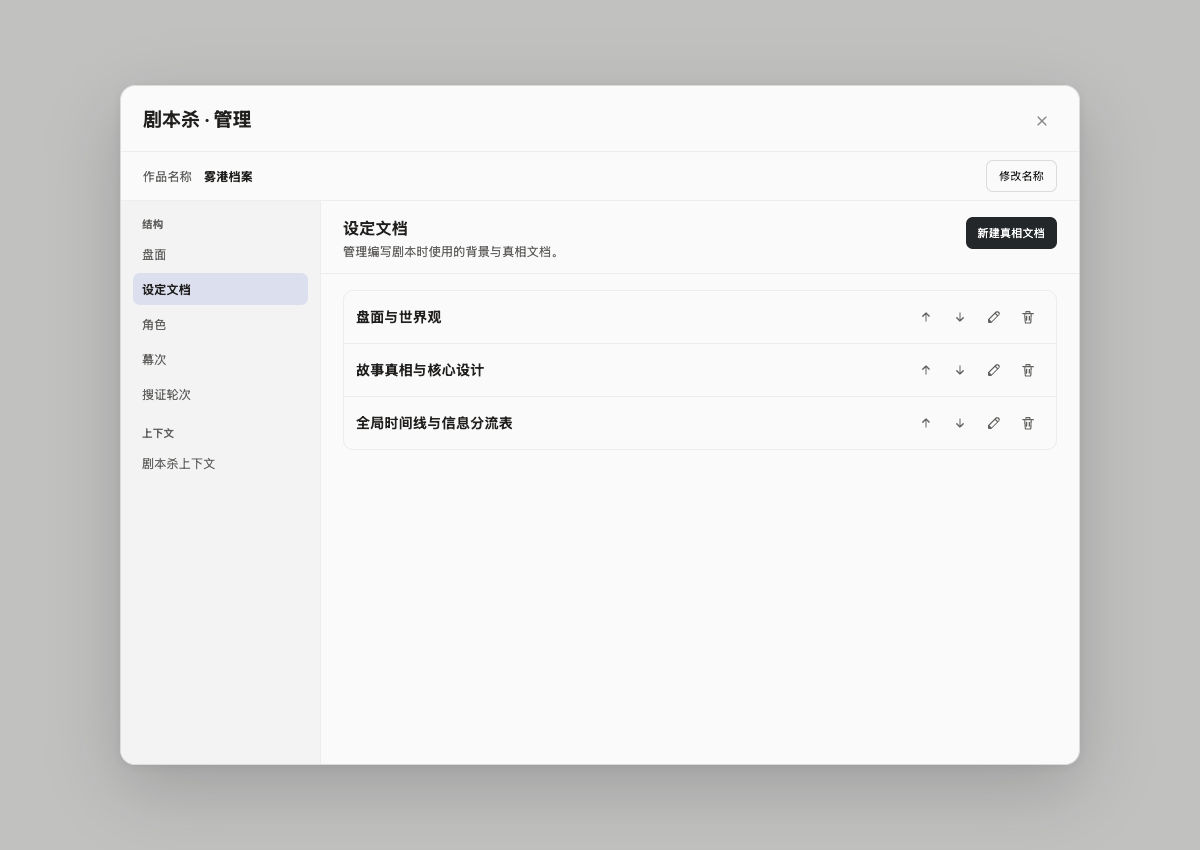 剧本杀 · 管理
作品名称 雾港档案
修改名称
结构
盘面
设定文档
角色
幕次
搜证轮次
上下文
剧本杀上下文
设定文档
管理编写剧本时使用的背景与真相文档。
新建真相文档
盘面与世界观
故事真相与核心设计
全局时间线与信息分流表